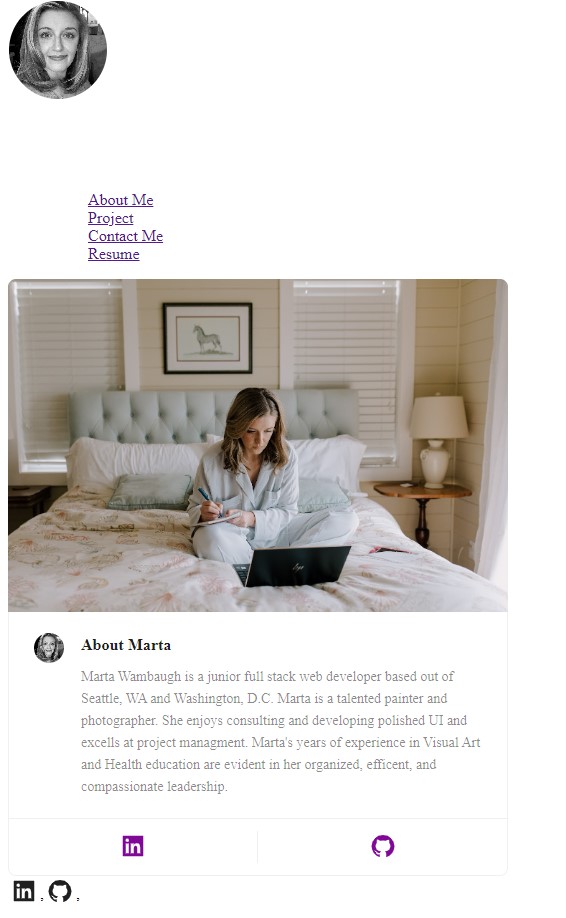 About Me
Project
Contact Me
Resume
About Marta
Marta Wambaugh is a junior full stack web developer based out of
Seattle, WA and Washington, D.C. Marta is a talented painter and
photographer. She enjoys consulting and developing polished UI and
excells at project managment. Marta's years of experience in Visual Art
and Health education are evident in her organized, efficent, and
compassionate leadership.
in
in , ,